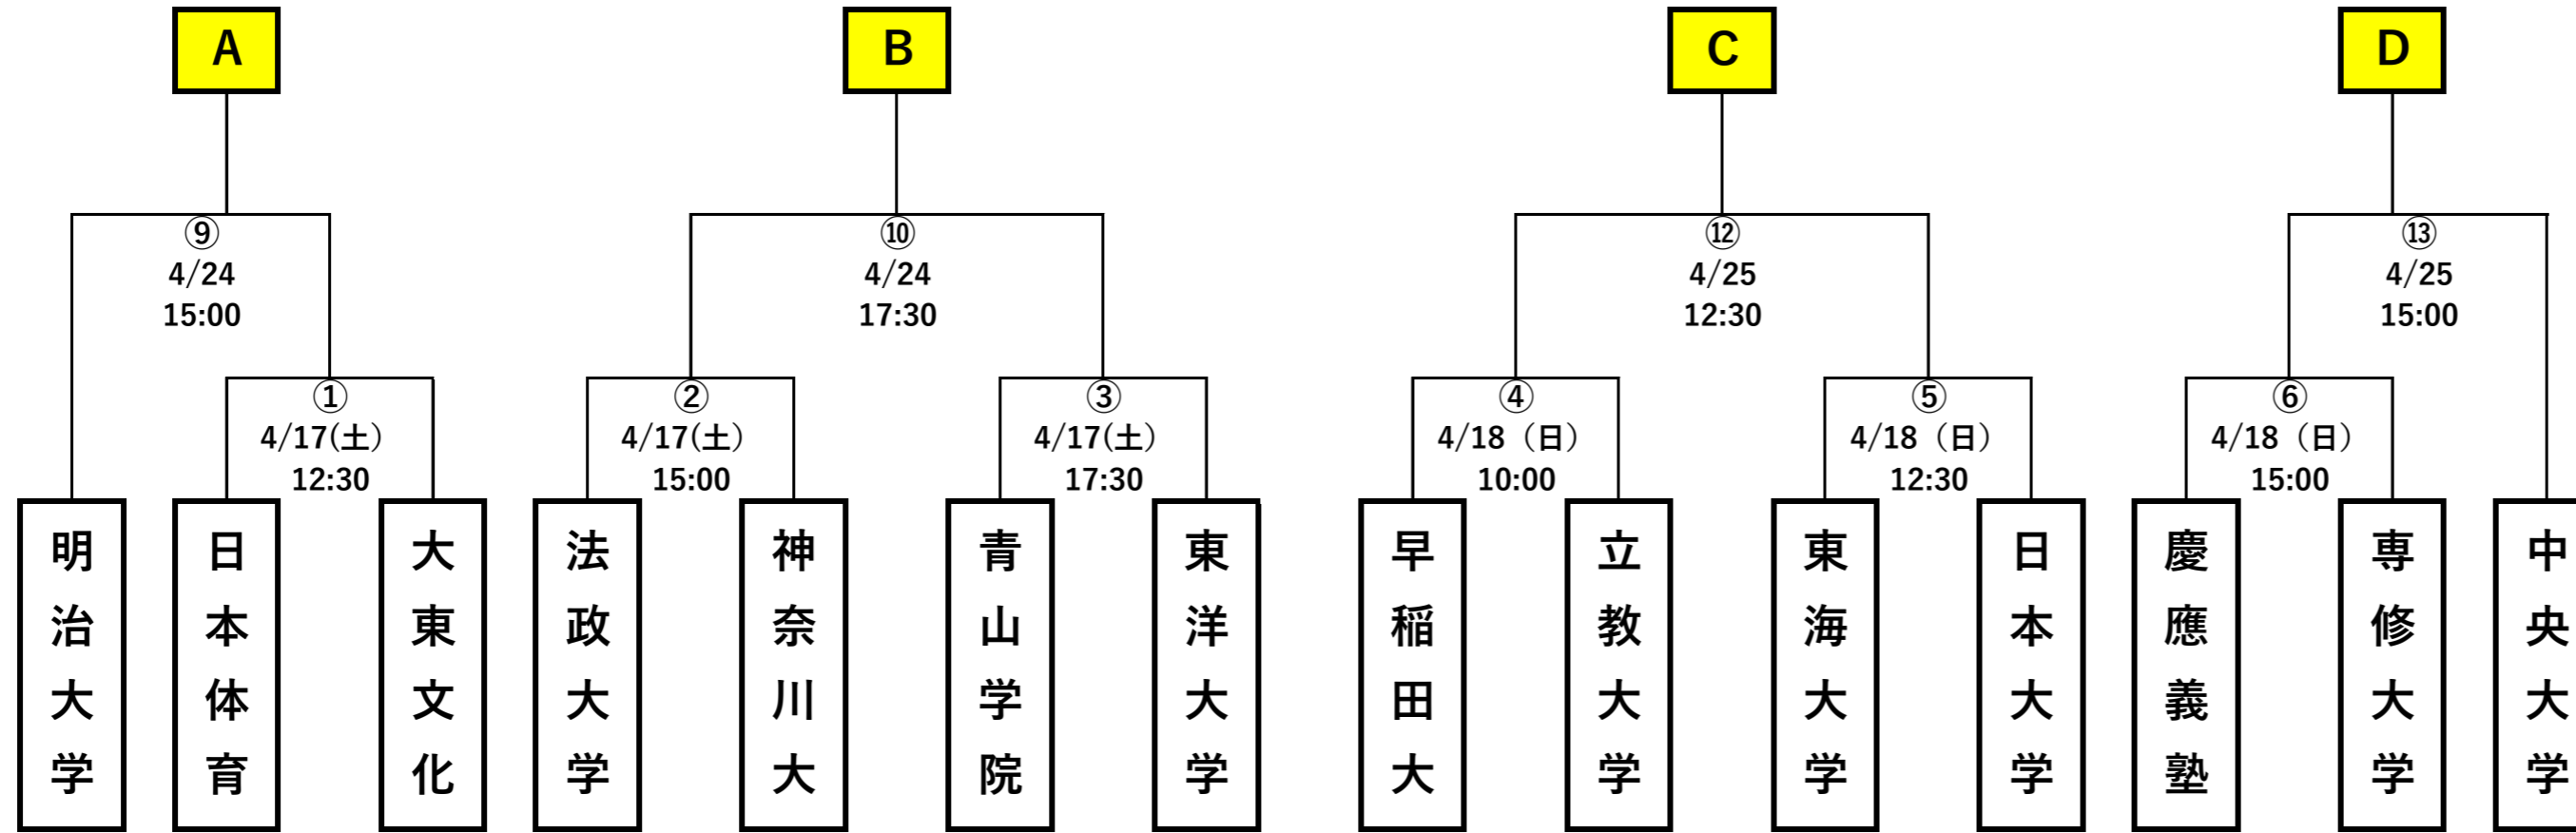 A
B
C
D
⑨
4/24
15:00
⑩
4/24
17:30
⑫
4/25
12:30
⑬
4/25
15:00
①
4/17(土)
12:30
②
4/17(土)
15:00
③
4/17(土)
17:30
④
4/18（日）
10:00
⑤
4/18（日）
12:30
⑥
4/18（日）
15:00
明治大学
日本体育
大東文化
法政大学
神奈川大
青山学院
東洋大学
早稲田大
立教大学
東海大学
日本大学
慶應義塾
専修大学
中央大学